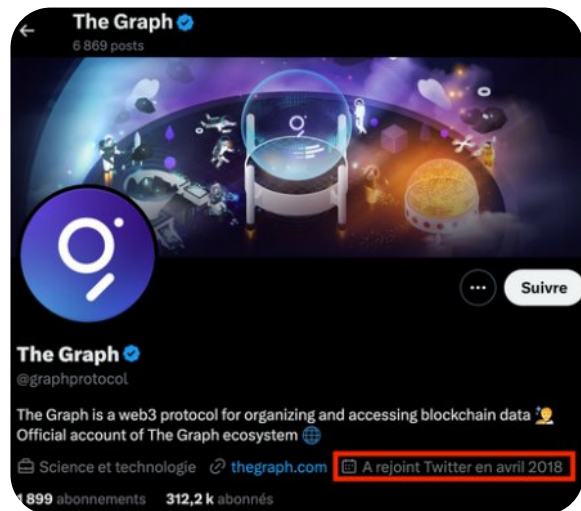 The Graph
6 869 posts
Suivre
The Graph
@graphprotocol
The Graph is a web3 protocol for organizing and accessing blockchain data
Official account of The Graph ecosystem
Science et technologie thegraph.com A rejoint Twitter en avril 2018
1 899 abonnements 312,2 k abonnés